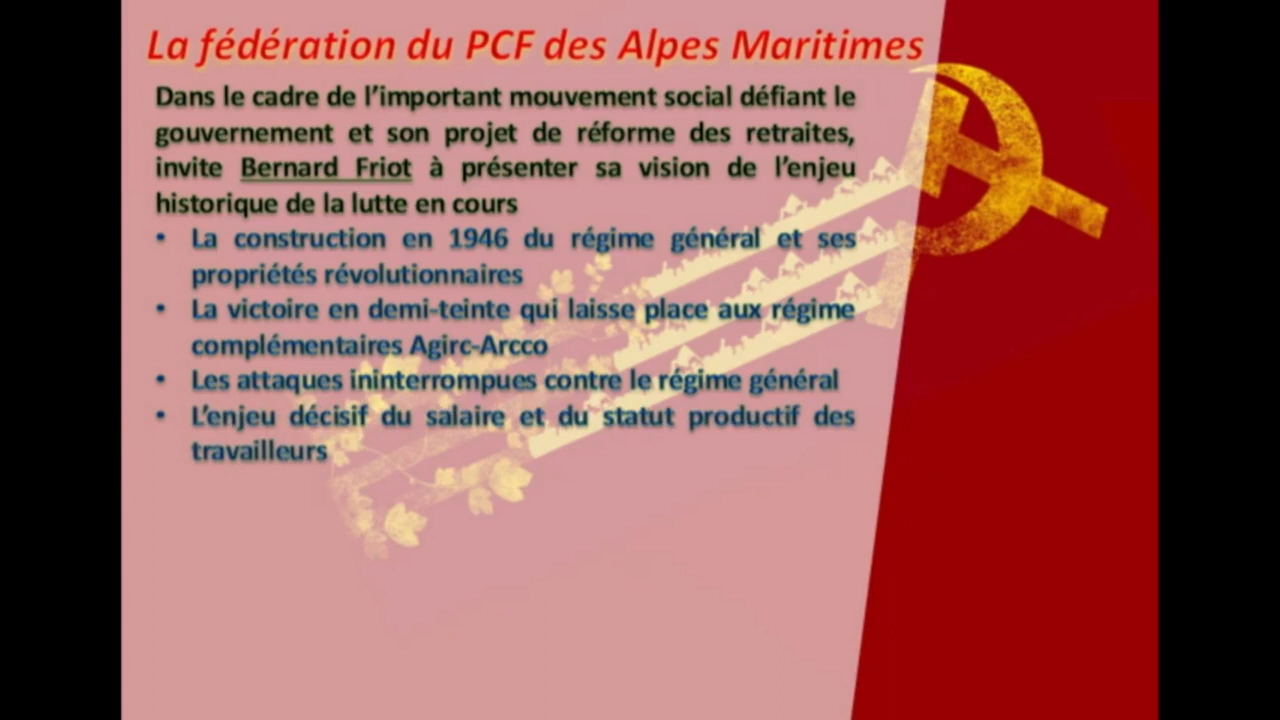 La fédération du PCF des Alpes Maritimes
Dans le cadre de l’important mouvement social défiant le
gouvernement et son projet de réforme des retraites,
invite Bernard Friot à présenter sa vision de l’enjeu
historique de la lutte en cours
• La construction en 1946 du régime général et ses
propriétés révolutionnaires
• La victoire en demi-teinte qui laisse place aux régime
complémentaires Agirc-Arcco
• Les attaques ininterrompues contre le régime général
• L’enjeu décisif du salaire et du statut productif des
travailleurs